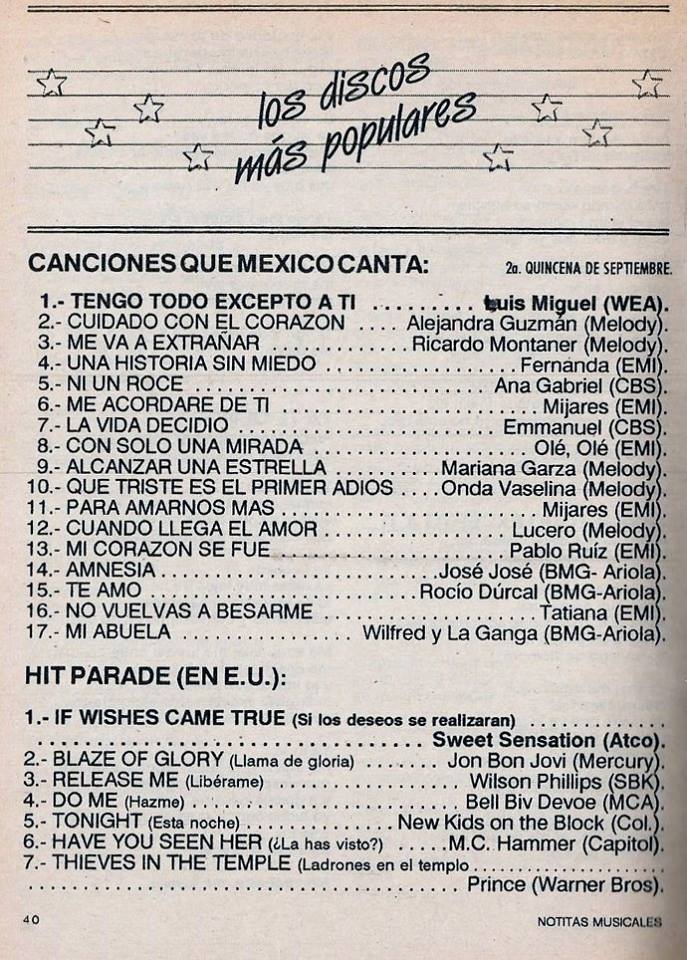 los discos
más populares
CANCIONES QUE MEXICO CANTA: 2a. QUINCENA DE SEPTIEMBRE.
1.- TENGO TODO EXCEPTO A TI ......... Luis Miguel (WEA).
2.- CUIDADO CON EL CORAZON .... Alejandra Guzmán (Melody).
3.- ME VA A EXTRAÑAR ............. Ricardo Montaner (Melody).
4.- UNA HISTORIA SIN MIEDO ................. Fernanda (EMI).
5.- NI UN ROCE ......................... Ana Gabriel (CBS).
6.- ME ACORDARE DE TI ...................... Mijares (EMI).
7.- LA VIDA DECIDIO ..................... Emmanuel (CBS).
8.- CON SOLO UNA MIRADA ................... Olé, Olé (EMI).
9.- ALCANZAR UNA ESTRELLA .......... Mariana Garza (Melody).
10.- QUE TRISTE ES EL PRIMER ADIOS .... Onda Vaselina (Melody).
11.- PARA AMARNOS MAS ...................... Mijares (EMI).
12.- CUANDO LLEGA EL AMOR ................ Lucero (Melody).
13.- MI CORAZON SE FUE .................... Pablo Ruíz (EMI).
14.- AMNESIA ....................... José José (BMG- Ariola).
15.- TE AMO ...................... Rocío Dúrcal (BMG-Ariola).
16.- NO VUELVAS A BESARME ................... Tatiana (EMI).
17.- MI ABUELA ............... Wilfred y La Ganga (BMG-Ariola).
HIT PARADE (EN E.U.):
1.- IF WISHES CAME TRUE (Si los deseos se realizaran) ............
.................................. Sweet Sensation (Atco).
2.- BLAZE OF GLORY (Llama de gloria) ........ Jon Bon Jovi (Mercury).
3.- RELEASE ME (Libérame) ................ Wilson Phillips (SBK).
4.- DO ME (Hazme) ....................... Bell Biv Devoe (MCA).
5.- TONIGHT (Esta noche) ............. New Kids on the Block (Col.).
6.- HAVE YOU SEEN HER (¿La has visto?) ..... M.C. Hammer (Capitol).
7.- THIEVES IN THE TEMPLE (Ladrones en el templo ..................
...................................... Prince (Warner Bros).
40 NOTITAS MUSICALES